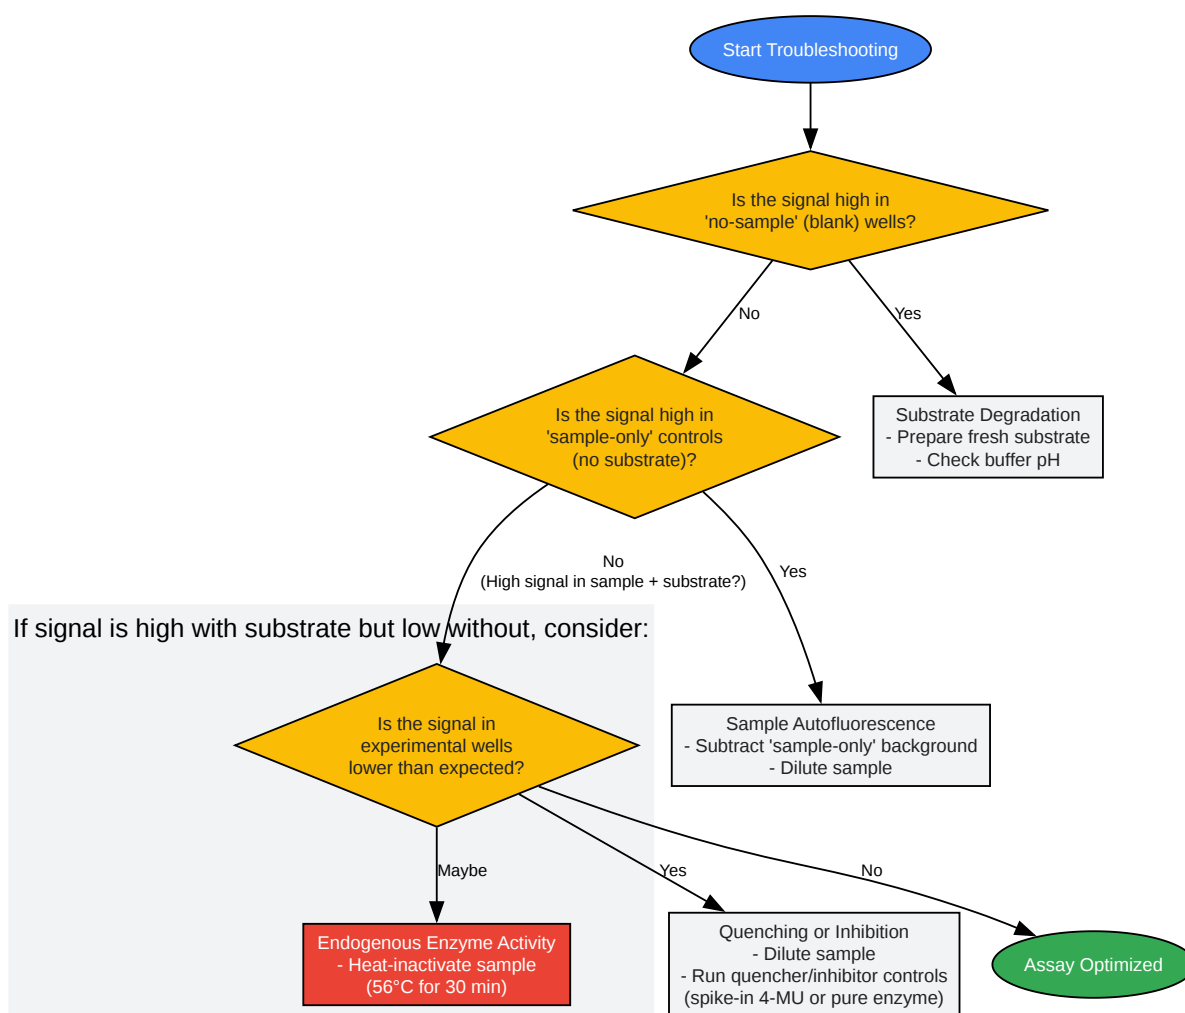 Start Troubleshooting
Is the signal high in
'no-sample' (blank) wells?
No
Yes
Is the signal high in
'sample-only' controls
(no substrate)?
Substrate Degradation
- Prepare fresh substrate
- Check buffer pH
No
(High signal in sample + substrate?)
Yes
If signal is high with substrate but low without, consider:
Is the signal in
experimental wells
lower than expected?
Sample Autofluorescence
- Subtract 'sample-only' background
- Dilute sample
Maybe
Yes
No
Endogenous Enzyme Activity
- Heat-inactivate sample
(56°C for 30 min)
Quenching or Inhibition
- Dilute sample
- Run quencher/inhibitor controls
(spike-in 4-MU or pure enzyme)
Assay Optimized